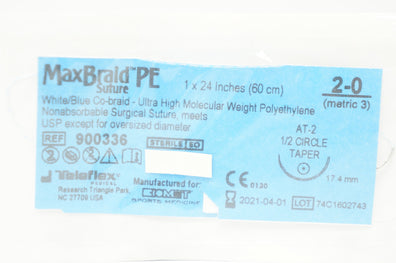 MaxBraid™ PE
Suture
1 x 24 inches (60 cm)
2-0
(metric 3)
White/Blue Co-braid - Ultra High Molecular Weight Polyethylene
Nonabsorbable Surgical Suture, meets
USP except for oversized diameter
AT-2
1/2 CIRCLE
TAPER
REF 900336
STERILE EO
CE 0120
17.4 mm
Teleflex
MEDICAL
Research Triangle Park,
NC 27709 USA
Manufactured for:
SPORTS MEDICINE
2021-04-01 LOT 74C1602743